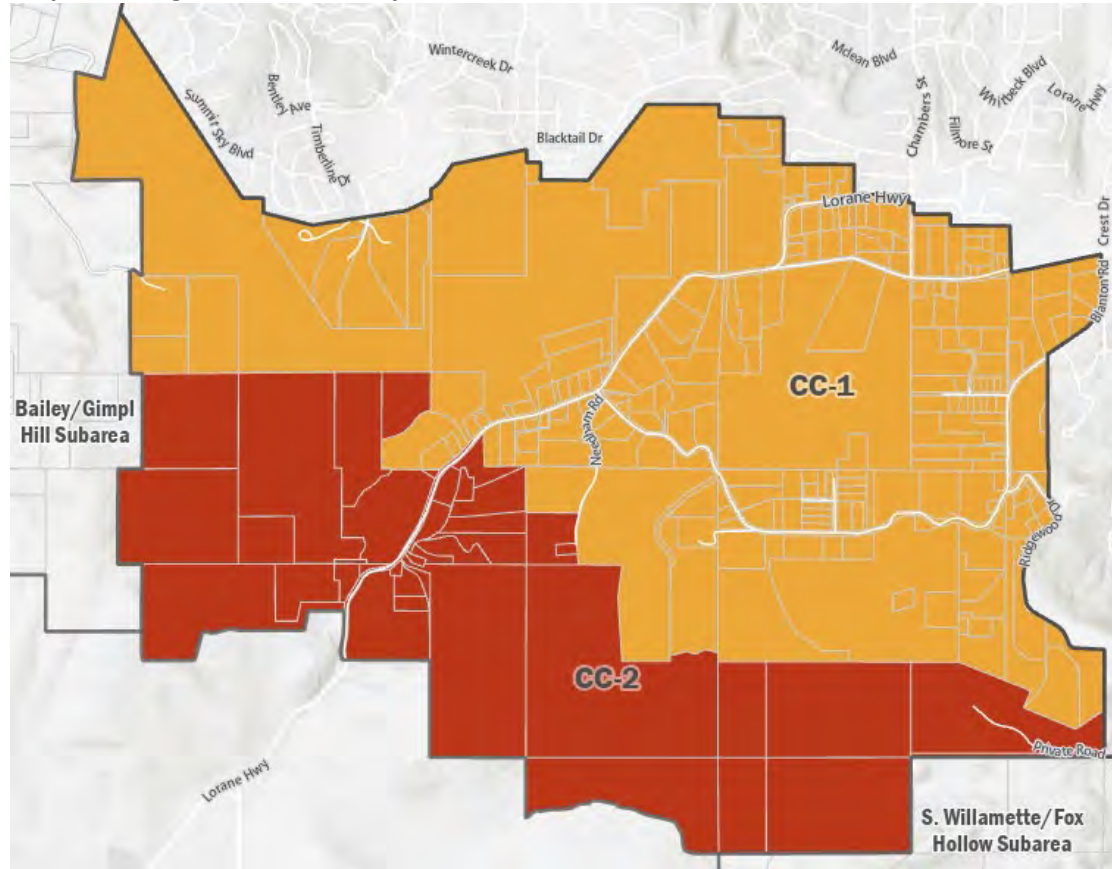 Wintercreek Dr
Mclean Blvd
Whitbeck Blvd
Lorane
Hwy
Bentley
Ave
Summit Sky Blvd
Timberline Dr
Blacktail Dr
Chambers St
Fillmore St
Lorane Hwy
Crest Dr
Blanton Rd
CC-1
Bailey/Gimpl
Hill Subarea
Needham Rd
Ridgewood
Dr
CC-2
Private Road
Lorane Hwy
S. Willamette/Fox
Hollow Subarea